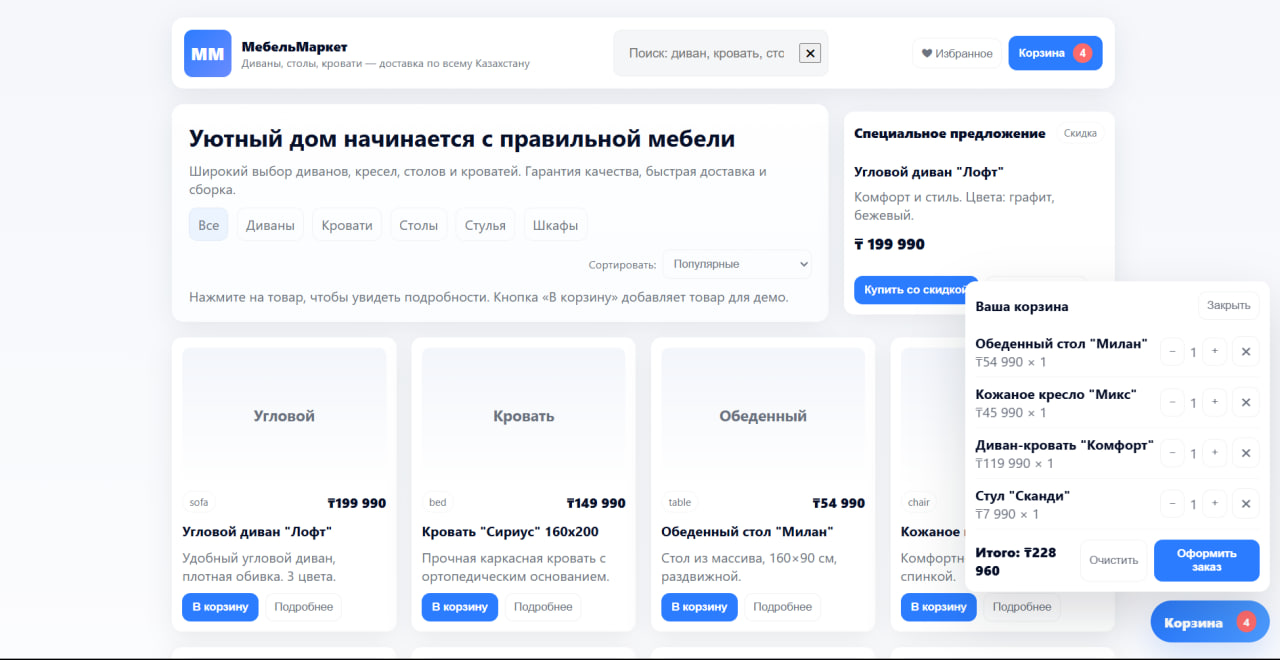 ММ
МебельМаркет
Диваны, столы, кровати — доставка по всему Казахстану
Поиск: диван, кровать, сто
✕
♥ Избранное
Корзина 4
Уютный дом начинается с правильной мебели
Широкий выбор диванов, кресел, столов и кроватей. Гарантия качества, быстрая доставка и
сборка.
Все Диваны Кровати Столы Стулья Шкафы
Сортировать: Популярные
Нажмите на товар, чтобы увидеть подробности. Кнопка «В корзину» добавляет товар для демо.
Специальное предложение Скидка
Угловой диван "Лофт"
Комфорт и стиль. Цвета: графит,
бежевый.
₸ 199 990
Купить со скидкой
Угловой
sofa ₸199 990
Угловой диван "Лофт"
Удобный угловой диван,
плотная обивка. 3 цвета.
В корзину Подробнее
Кровать
bed ₸149 990
Кровать "Сириус" 160x200
Прочная каркасная кровать с
ортопедическим основанием.
В корзину Подробнее
Обеденный
table ₸54 990
Обеденный стол "Милан"
Стол из массива, 160×90 см,
раздвижной.
В корзину Подробнее
chair
Кожаное
Комфортн
спинкой.
В корзину Подробнее
Ваша корзина Закрыть
Обеденный стол "Милан"
₸54 990 × 1
− 1 + ✕
Кожаное кресло "Микс"
₸45 990 × 1
− 1 + ✕
Диван-кровать "Комфорт"
₸119 990 × 1
− 1 + ✕
Стул "Сканди"
₸7 990 × 1
− 1 + ✕
Итого: ₸228
960
Очистить
Оформить
заказ
Корзина 4